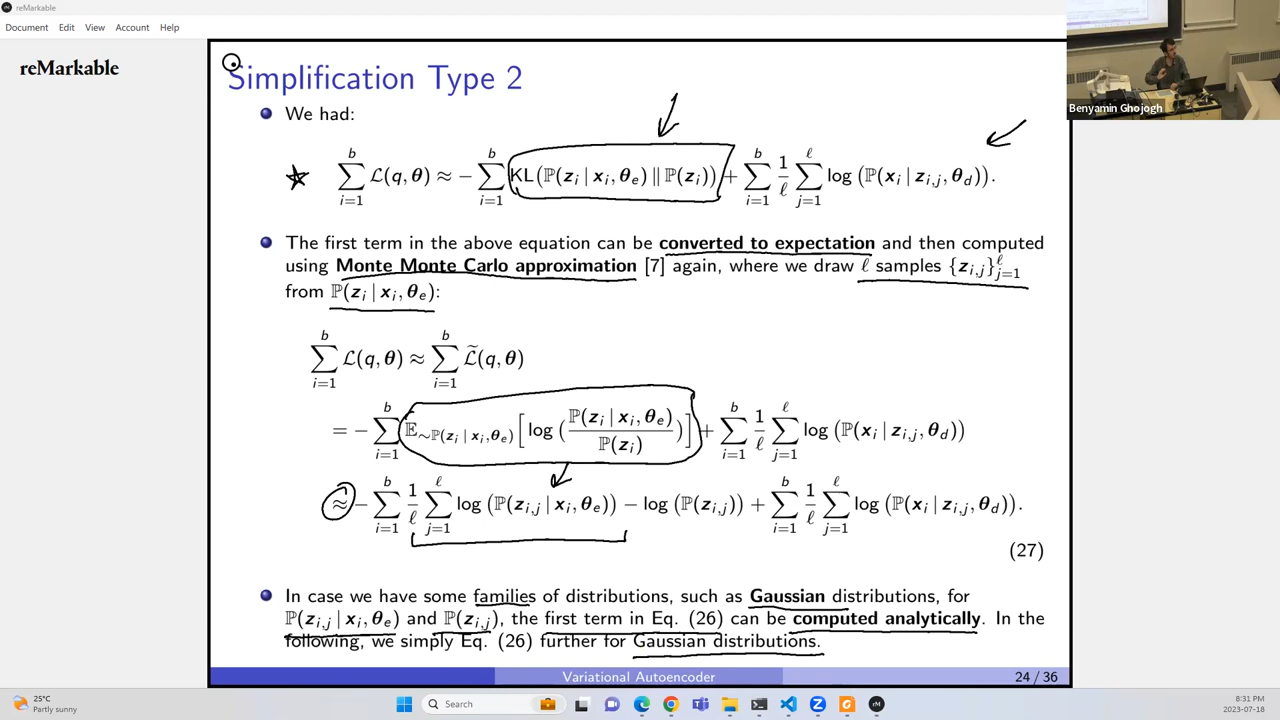 reMarkable
Document Edit View Account Help
reMarkable
Simplification Type 2
We had:
∑_{i=1}^{b} ℒ(q, θ) ≈ −∑_{i=1}^{b} KL(ℙ(z_i | x_i, θ_e) ‖ ℙ(z_i)) + ∑_{i=1}^{b} 1/ℓ ∑_{j=1}^{ℓ} log (ℙ(x_i | z_{i,j}, θ_d)).
The first term in the above equation can be converted to expectation and then computed
using Monte Monte Carlo approximation [7] again, where we draw ℓ samples {z_{i,j}}_{j=1}^{ℓ}
from ℙ(z_i | x_i, θ_e):
∑_{i=1}^{b} ℒ(q, θ) ≈ ∑_{i=1}^{b} ℒ̃(q, θ)
= −∑_{i=1}^{b} 𝔼_{∼ℙ(z_i | x_i, θ_e)} [log (ℙ(z_i | x_i, θ_e) / ℙ(z_i))] + ∑_{i=1}^{b} 1/ℓ ∑_{j=1}^{ℓ} log (ℙ(x_i | z_{i,j}, θ_d))
≈ −∑_{i=1}^{b} 1/ℓ ∑_{j=1}^{ℓ} log (ℙ(z_{i,j} | x_i, θ_e)) − log (ℙ(z_{i,j})) + ∑_{i=1}^{b} 1/ℓ ∑_{j=1}^{ℓ} log (ℙ(x_i | z_{i,j}, θ_d)).
(27)
In case we have some families of distributions, such as Gaussian distributions, for
ℙ(z_{i,j} | x_i, θ_e) and ℙ(z_{i,j}), the first term in Eq. (26) can be computed analytically. In the
following, we simply Eq. (26) further for Gaussian distributions.
Variational Autoencoder 24 / 36
Benyamin Ghojogh
25°C
Partly sunny
Search
8:31 PM
2023-07-18